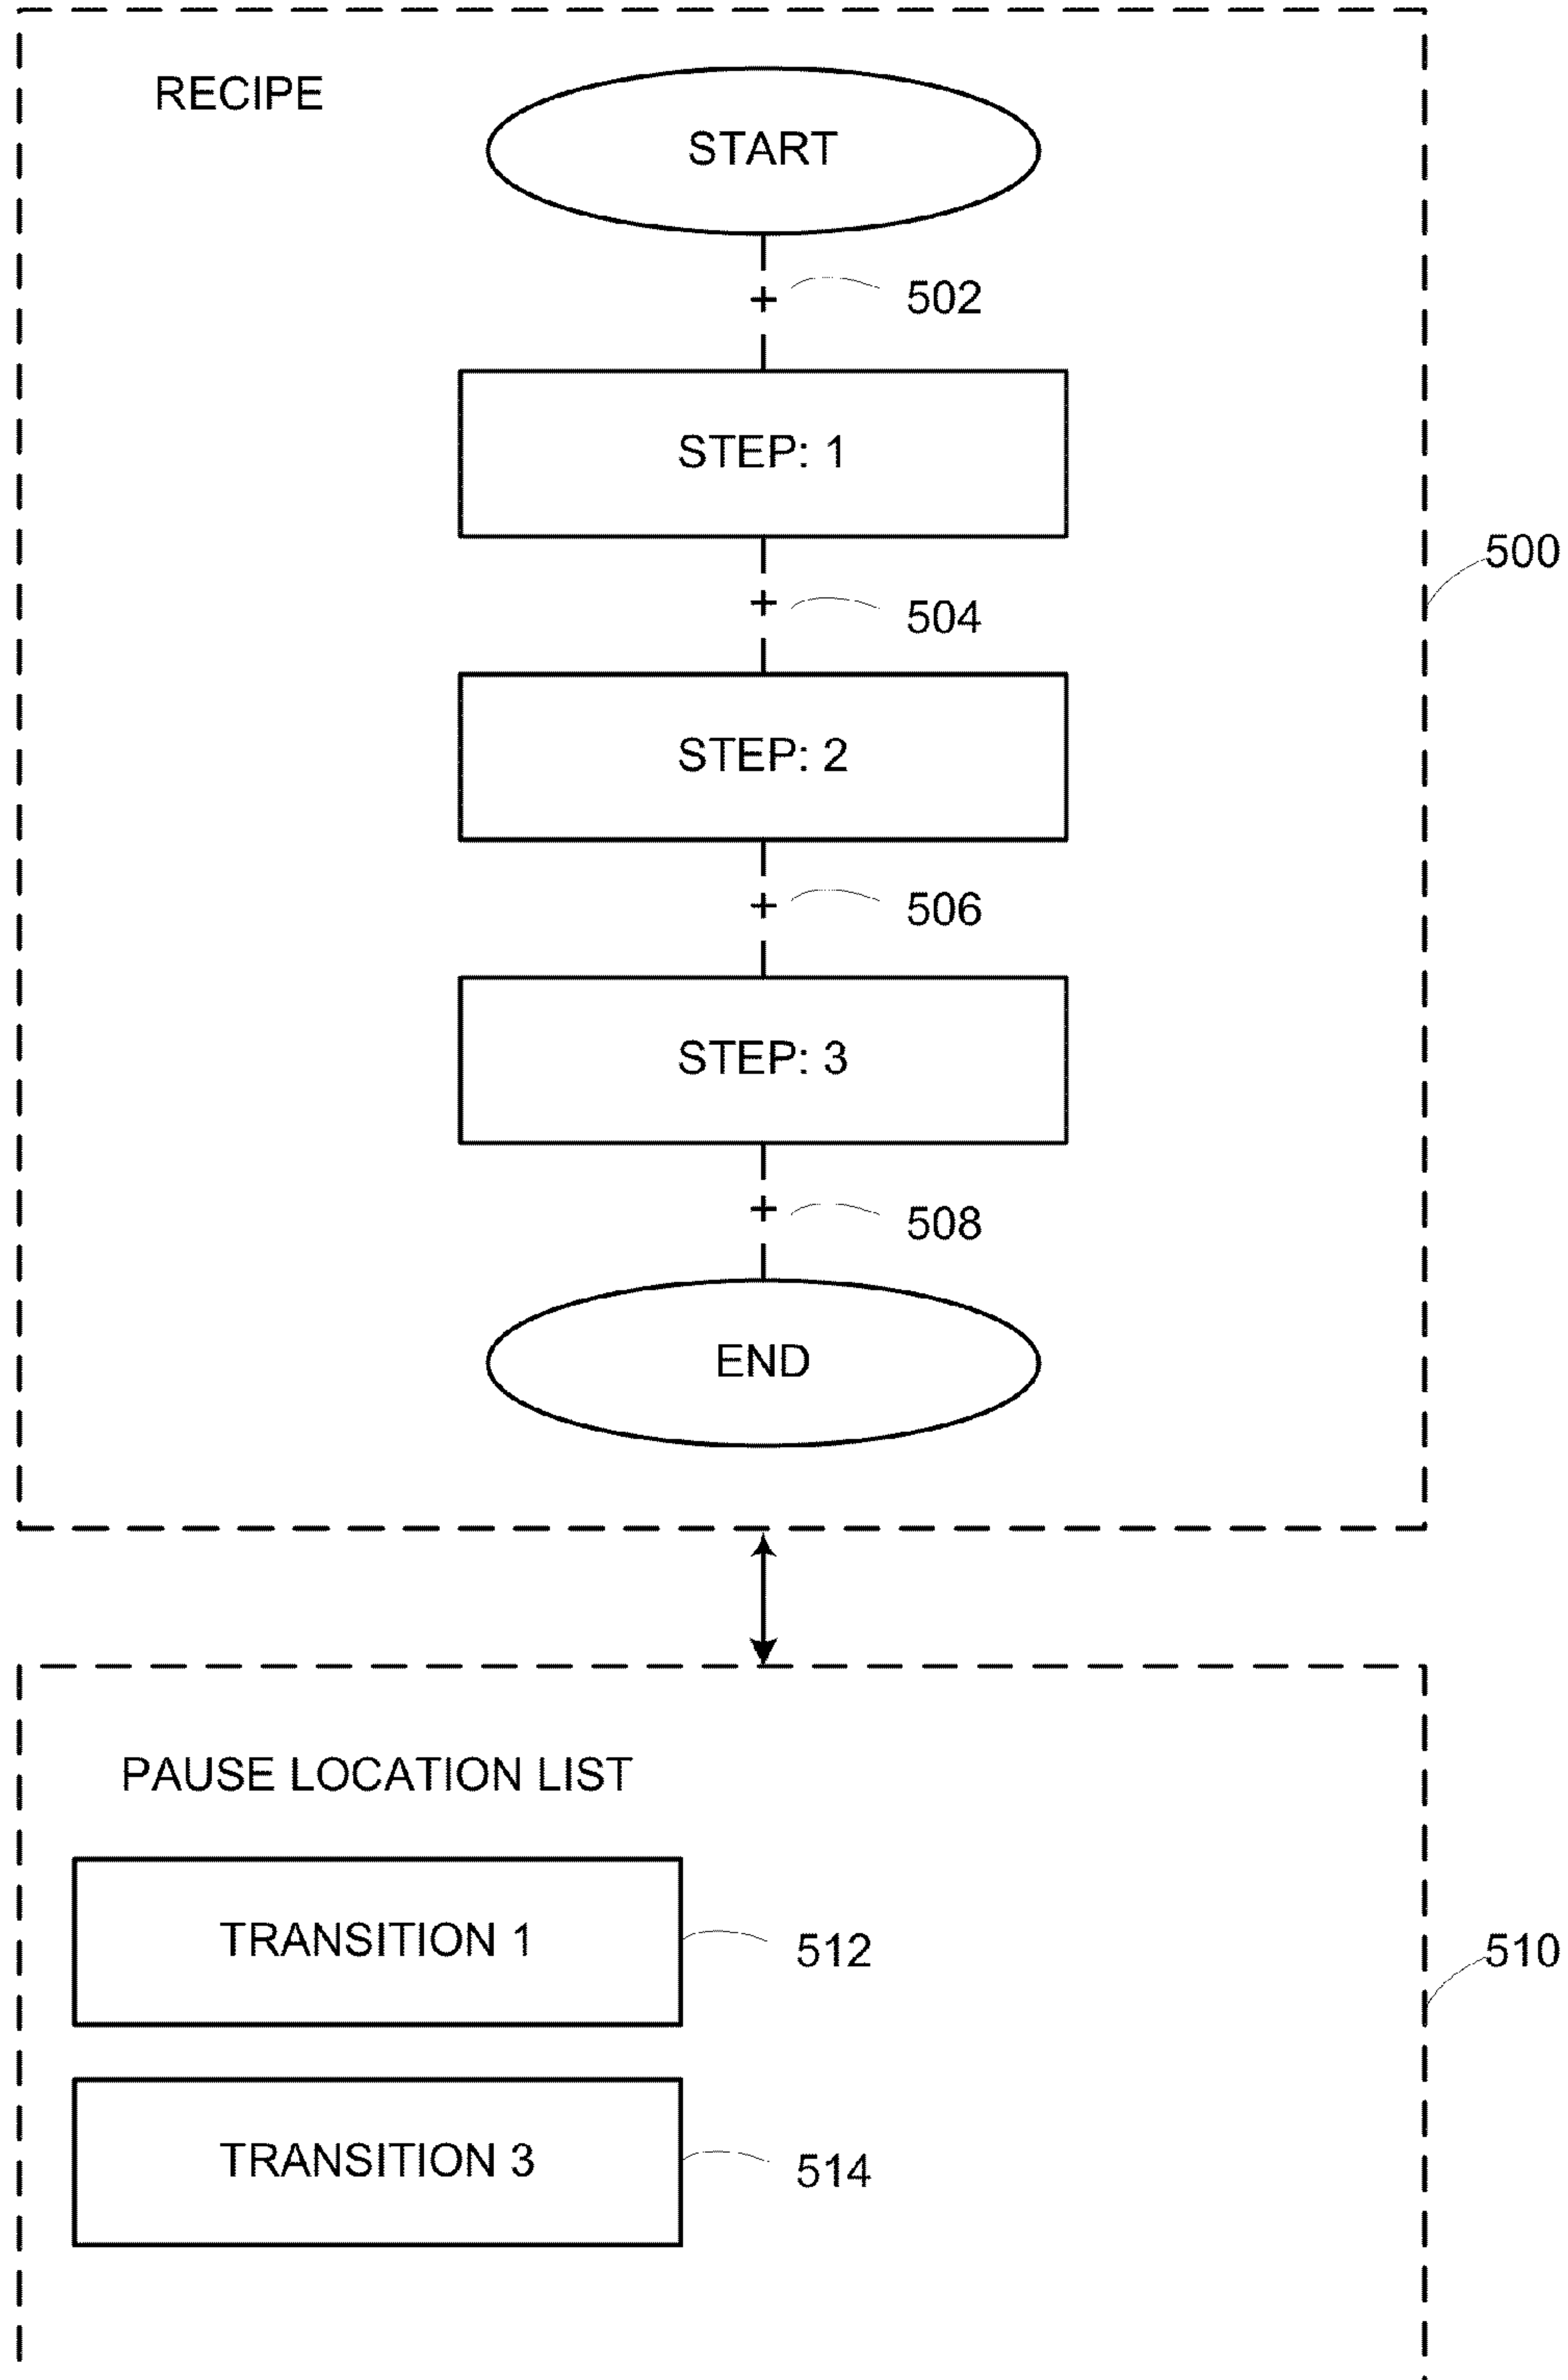 RECIPE
START
502
STEP: 1
500
504
STEP: 2
506
STEP: 3
508
END
PAUSE LOCATION LIST
TRANSITION 1
512
510
TRANSITION 3
514